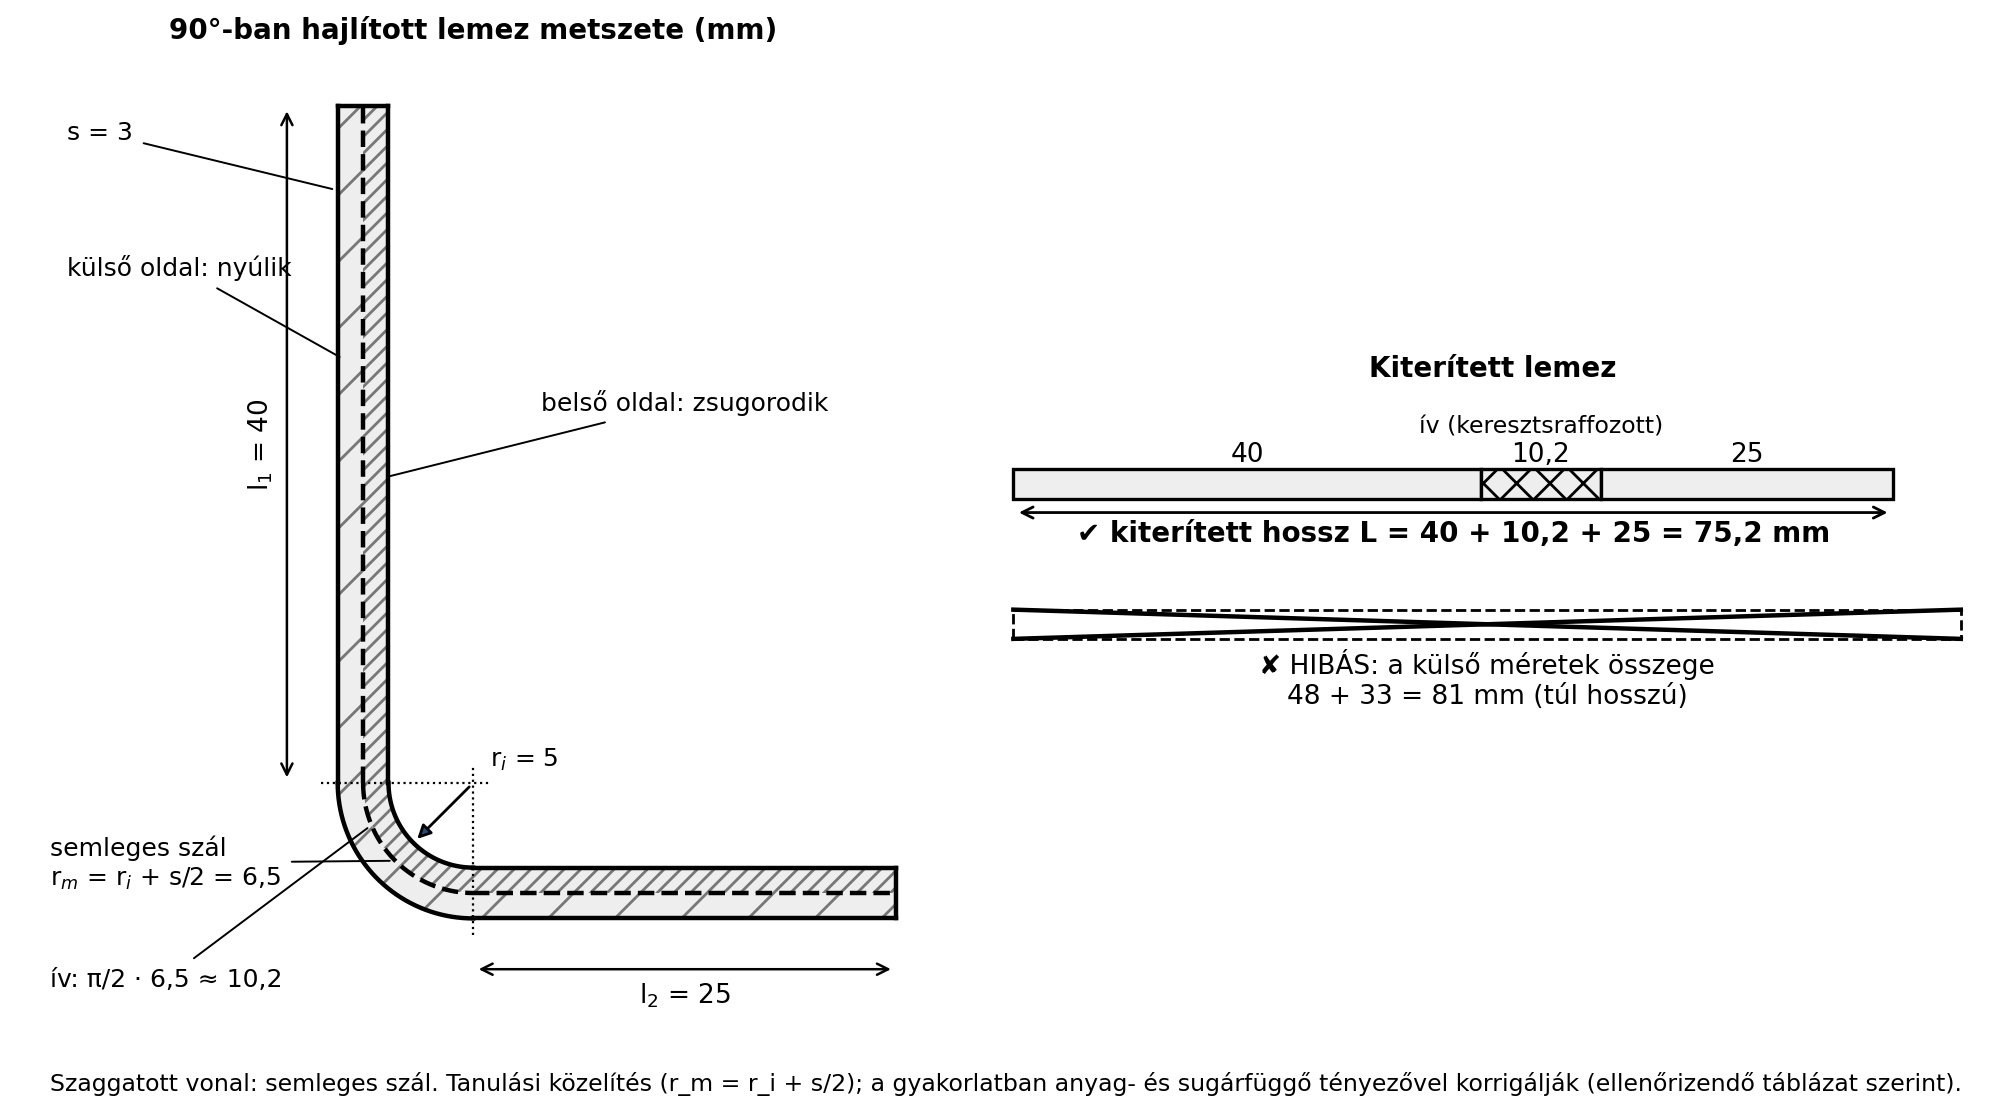 90°-ban hajlított lemez metszete (mm)
s = 3
külső oldal: nyúlik
l₁ = 40
belső oldal: zsugorodik
rᵢ = 5
semleges szál
rₘ = rᵢ + s/2 = 6,5
ív: π/2 · 6,5 ≈ 10,2
l₂ = 25
Kiterített lemez
ív (keresztsraffozott)
40 10,2 25
✔ kiterített hossz L = 40 + 10,2 + 25 = 75,2 mm
✘ HIBÁS: a külső méretek összege
48 + 33 = 81 mm (túl hosszú)
Szaggatott vonal: semleges szál. Tanulási közelítés (r_m = r_i + s/2); a gyakorlatban anyag- és sugárfüggő tényezővel korrigálják (ellenőrizendő táblázat szerint).